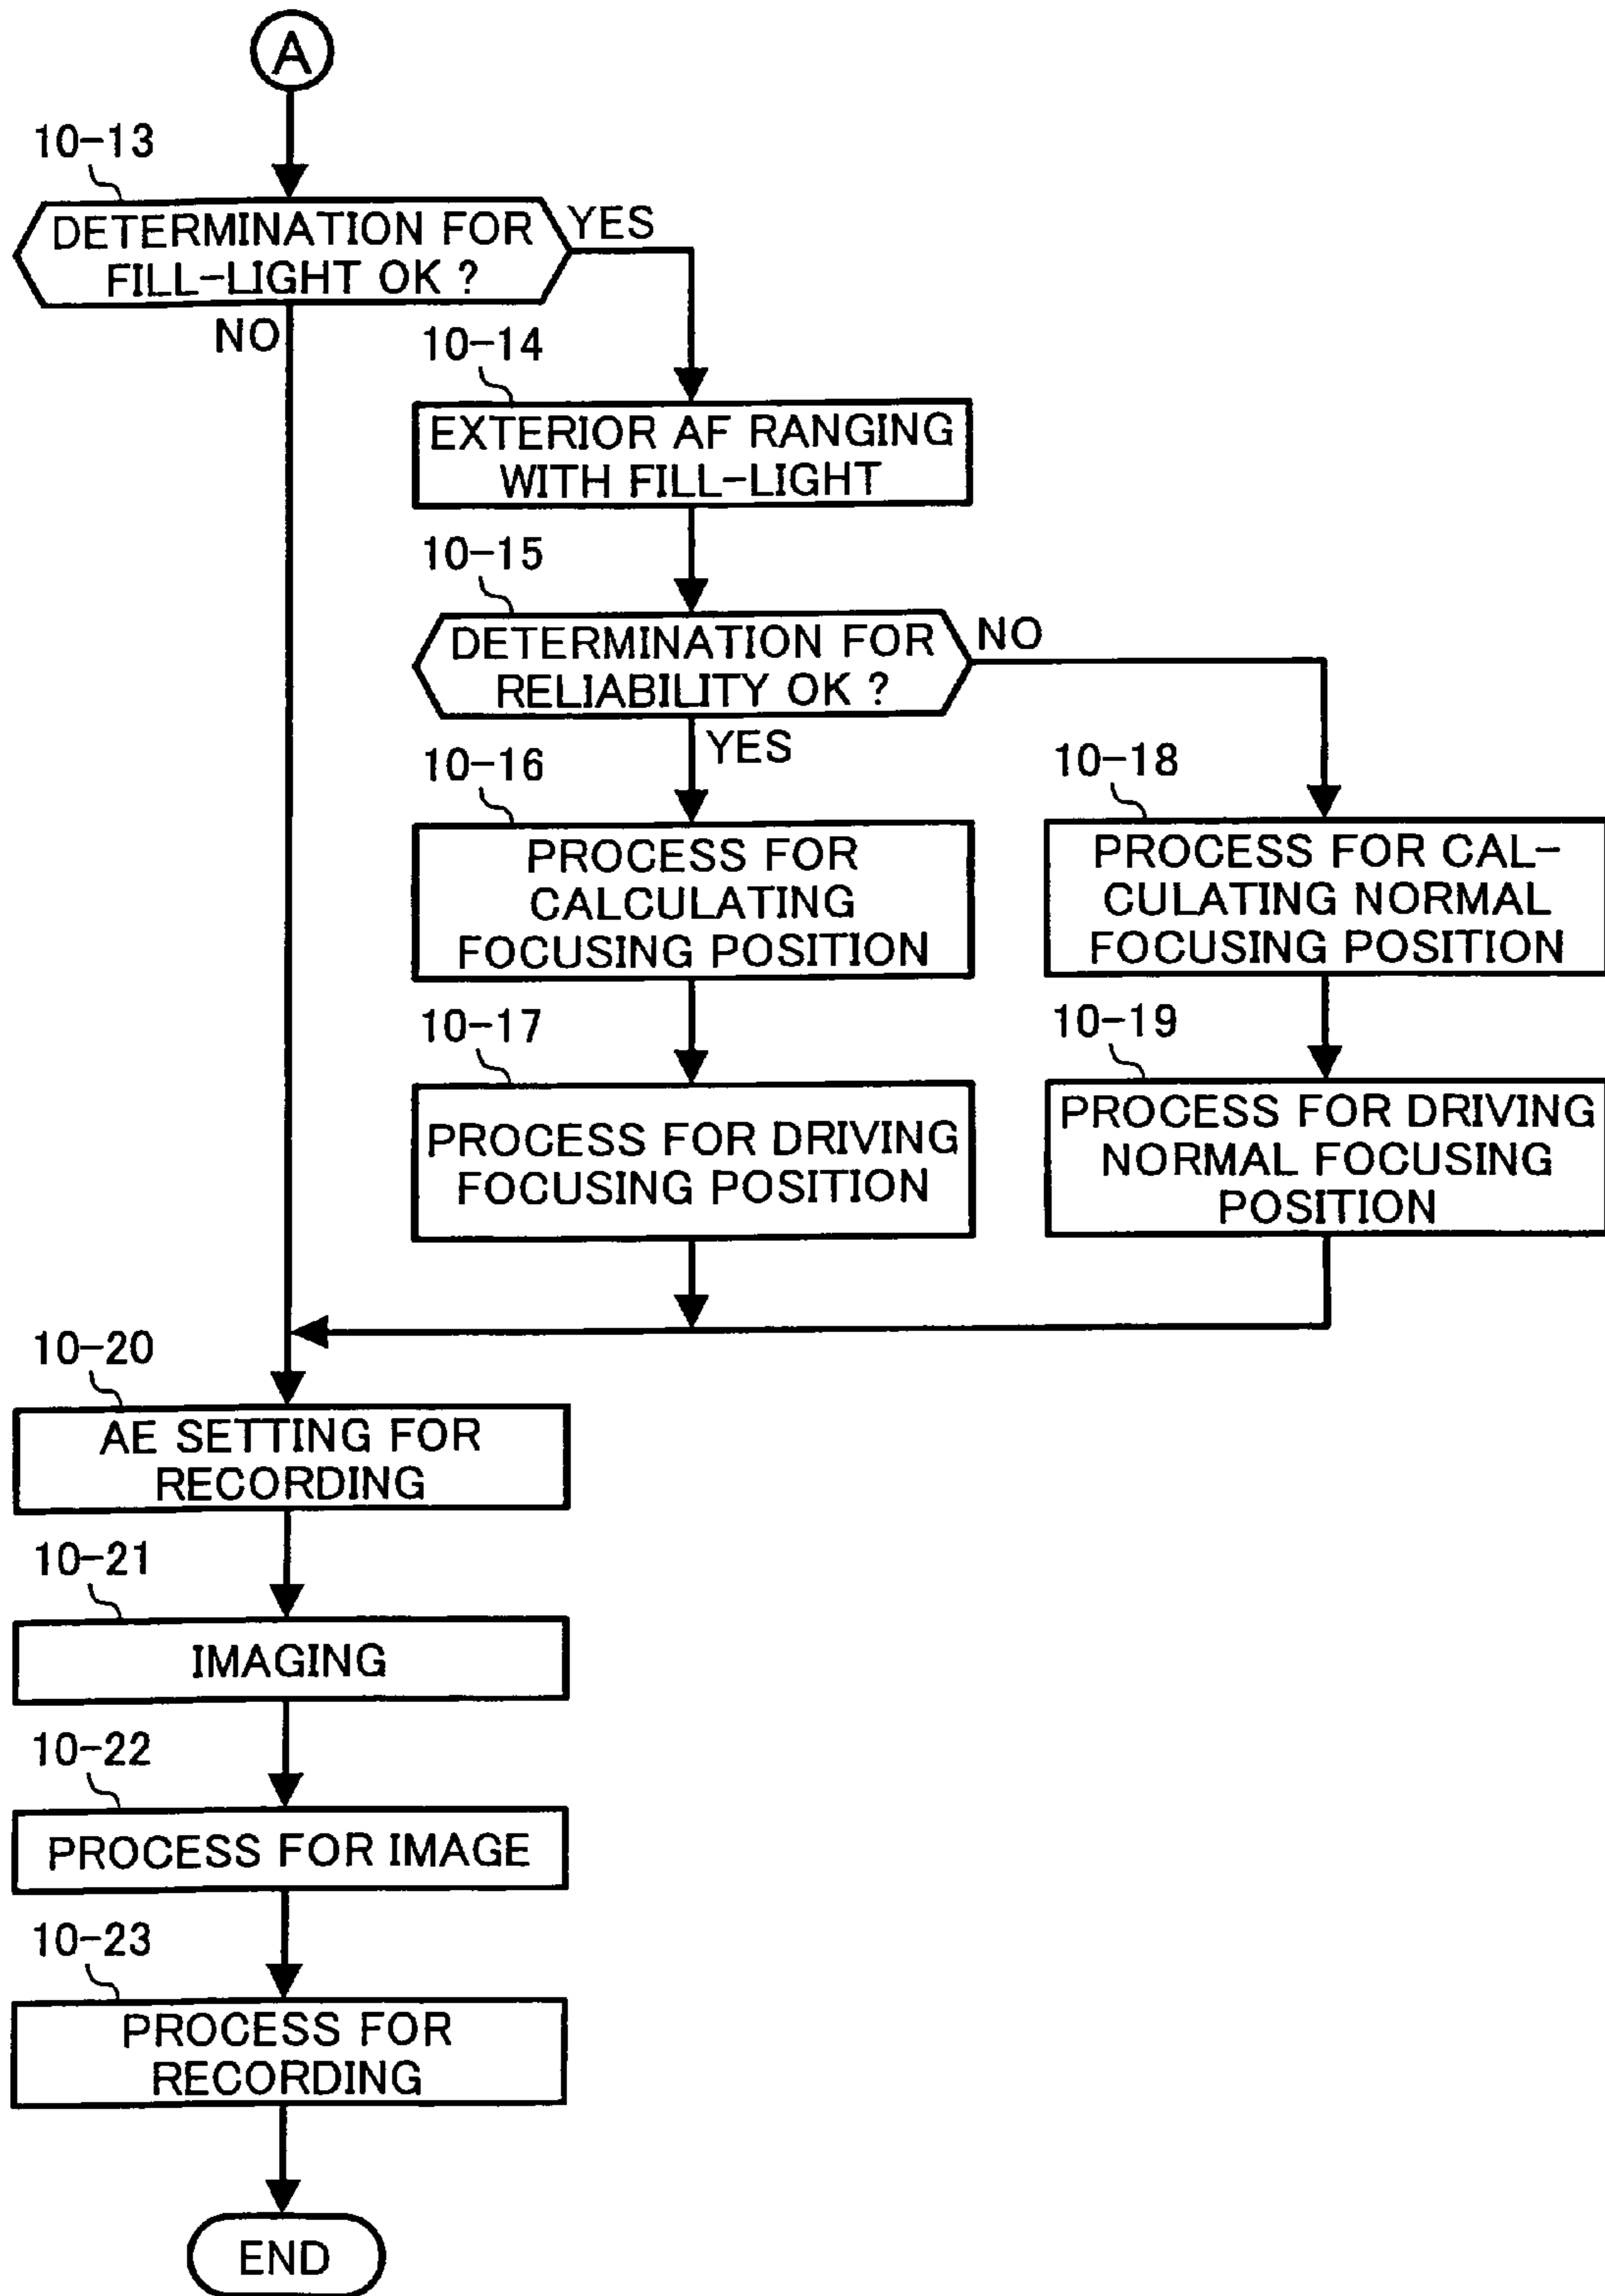 A
10-13
DETERMINATION FOR
FILL-LIGHT OK ?
YES
NO
10-14
EXTERIOR AF RANGING
WITH FILL-LIGHT
10-15
DETERMINATION FOR
RELIABILITY OK ?
NO
YES
10-16
PROCESS FOR
CALCULATING
FOCUSING POSITION
10-18
PROCESS FOR CAL-
CULATING NORMAL
FOCUSING POSITION
10-17
PROCESS FOR DRIVING
FOCUSING POSITION
10-19
PROCESS FOR DRIVING
NORMAL FOCUSING
POSITION
10-20
AE SETTING FOR
RECORDING
10-21
IMAGING
10-22
PROCESS FOR IMAGE
10-23
PROCESS FOR
RECORDING
END